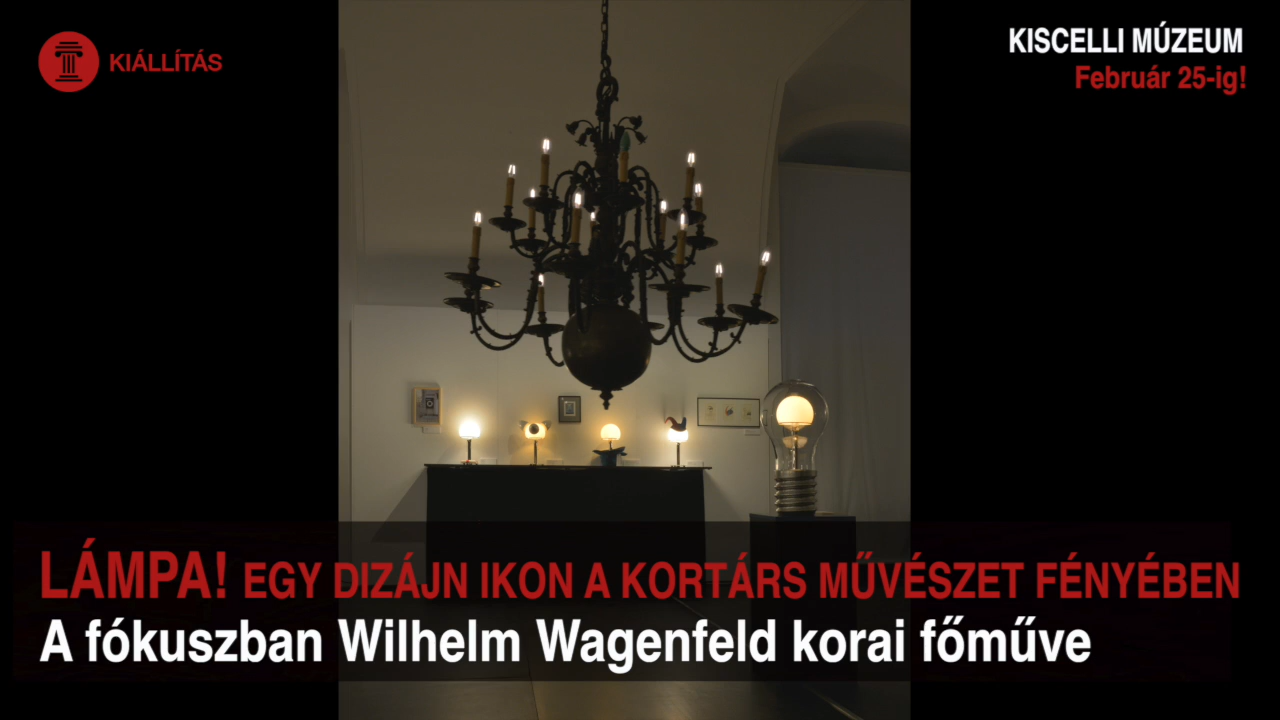 KIÁLLÍTÁS
KISCELLI MÚZEUM
Február 25-ig!
LÁMPA! EGY DIZÁJN IKON A KORTÁRS MŰVÉSZET FÉNYÉBEN
A fókuszban Wilhelm Wagenfeld korai főműve